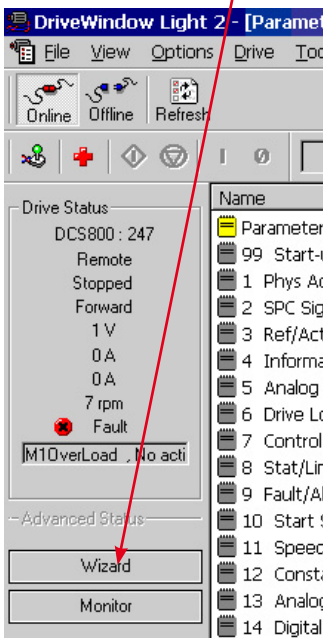 DriveWindow Light 2 - [Paramet
File View Options Drive Too
Online Offline Refresh
Drive Status
DCS800 : 247
Remote
Stopped
Forward
1 V
0 A
0 A
7 rpm
Fault
M1OverLoad , No acti
Advanced Status
Wizard
Monitor
Name
Parameter
99 Start-u
1 Phys Ac
2 SPC Sig
3 Ref/Act
4 Informa
5 Analog
6 Drive Lo
7 Control
8 Stat/Lim
9 Fault/Al
10 Start S
11 Speed
12 Consta
13 Analog
14 Digital